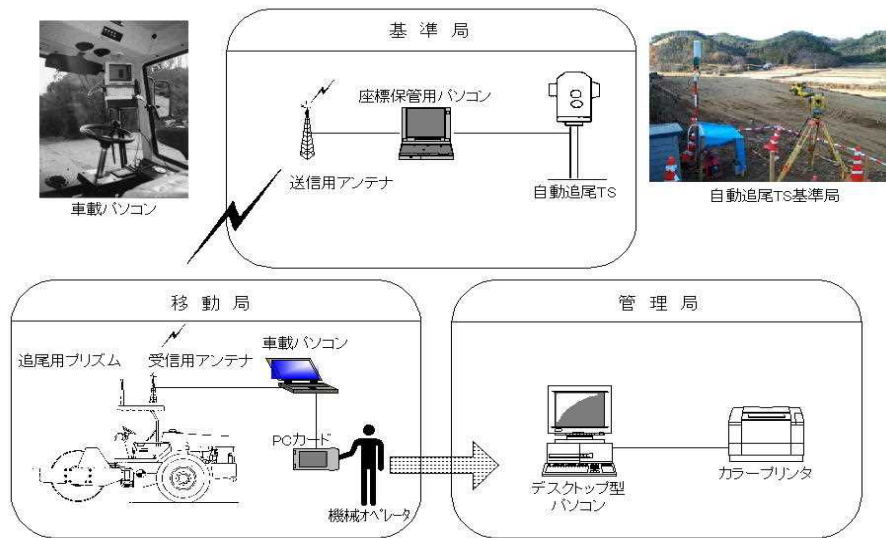 基準局
座標保管用パソコン
送信用アンテナ
自動追尾TS
車載パソコン
自動追尾TS基準局
移動局
追尾用プリズム
受信用アンテナ
車載パソコン
PCカード
機械オペレータ
管理局
デスクトップ型
パソコン
カラープリンタ